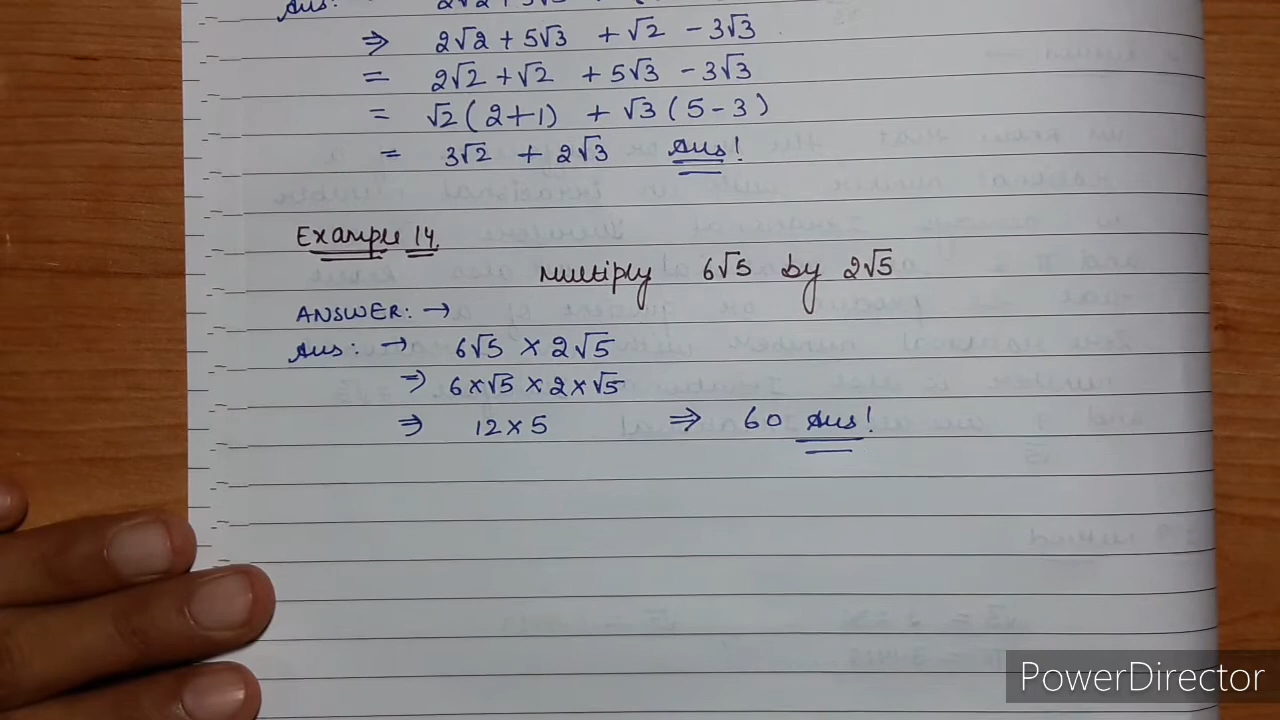 Ans:
⇒ 2√2 + 5√3 + √2 - 3√3
= 2√2 + √2 + 5√3 - 3√3
= √2 ( 2+1) + √3 ( 5 - 3)
= 3√2 + 2√3 Ans!
Example 14
Multiply 6√5 by 2√5
ANSWER: →
Ans: → 6√5 × 2√5
⇒ 6×√5 × 2×√5
⇒ 12×5 ⇒ 60 Ans!
PowerDirector